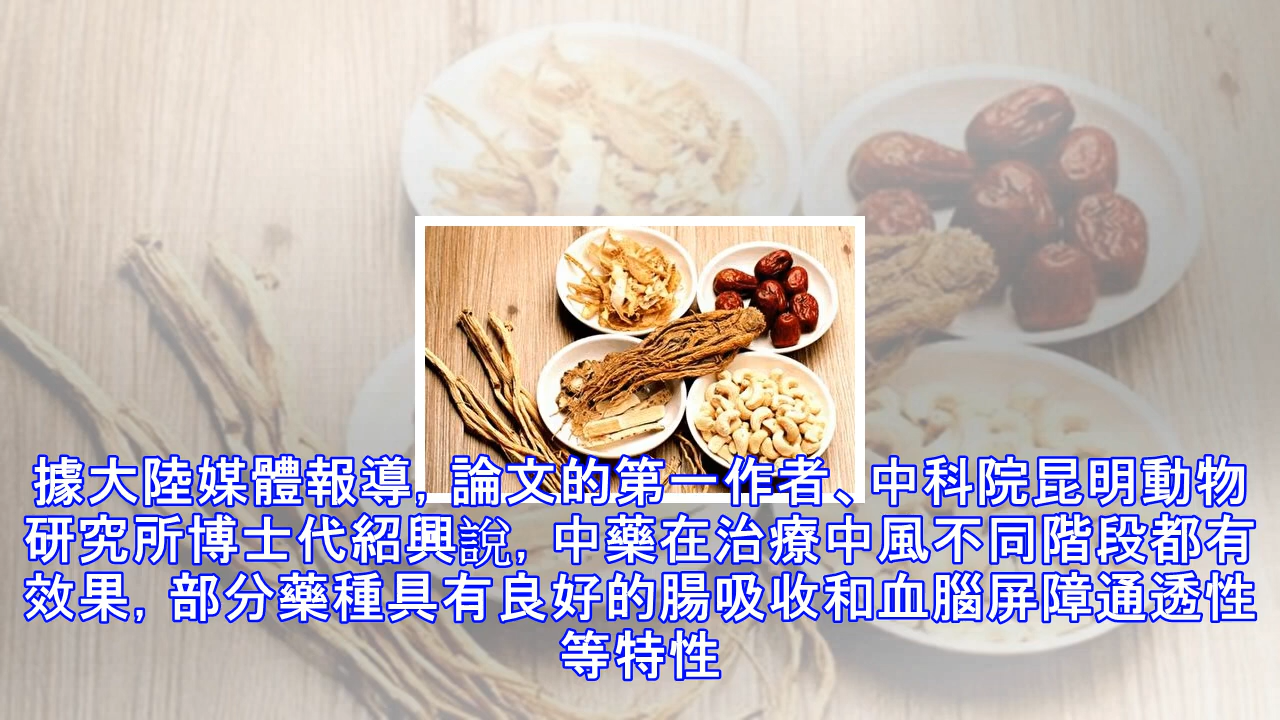 據大陸媒體報導, 論文的第一作者、中科院昆明動物
研究所博士代紹興說, 中藥在治療中風不同階段都有
效果, 部分藥種具有良好的腸吸收和血腦屏障通透性
等特性